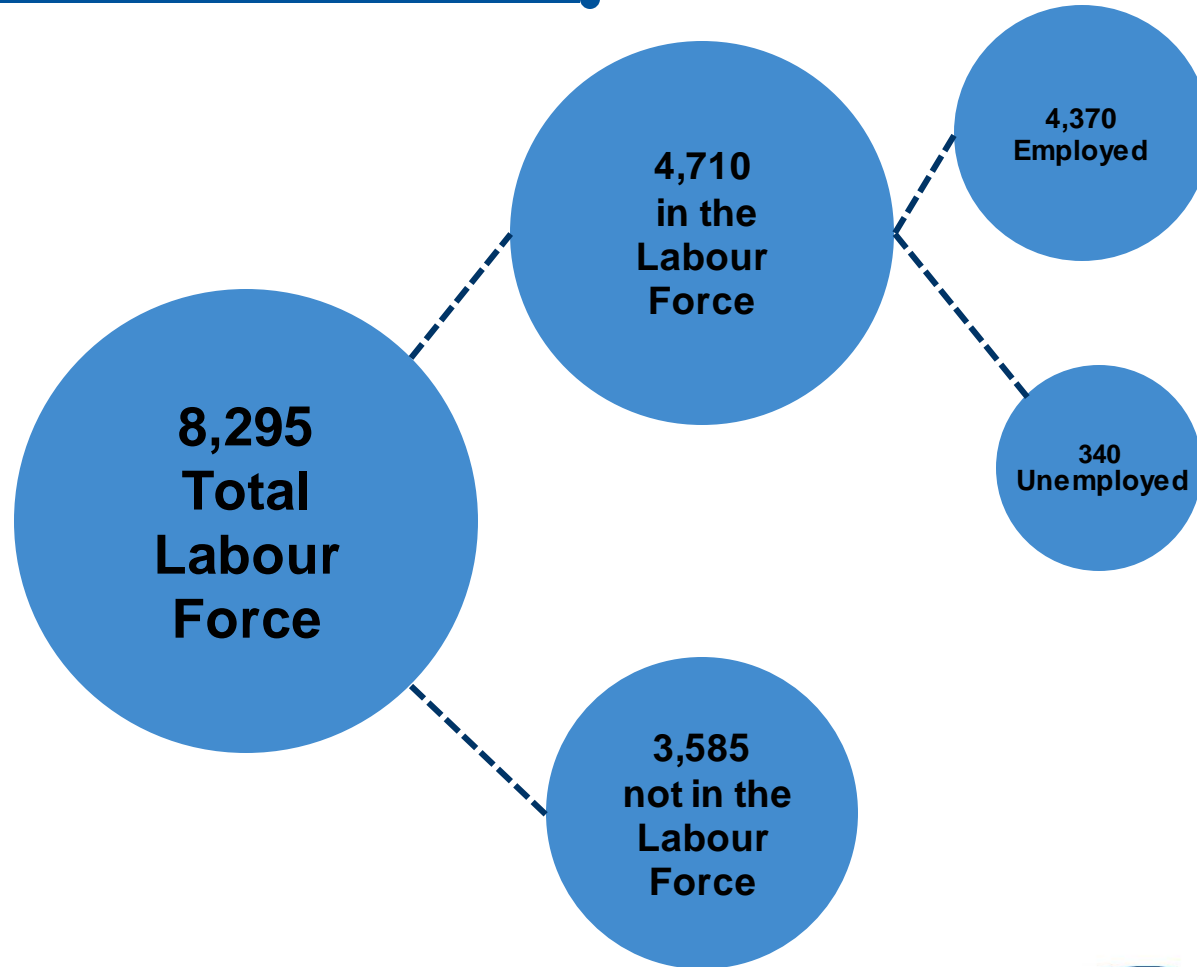 4,370
Employed
4,710
in the
Labour
Force
8,295
Total
Labour
Force
340
Unemployed
3,585
not in the
Labour
Force